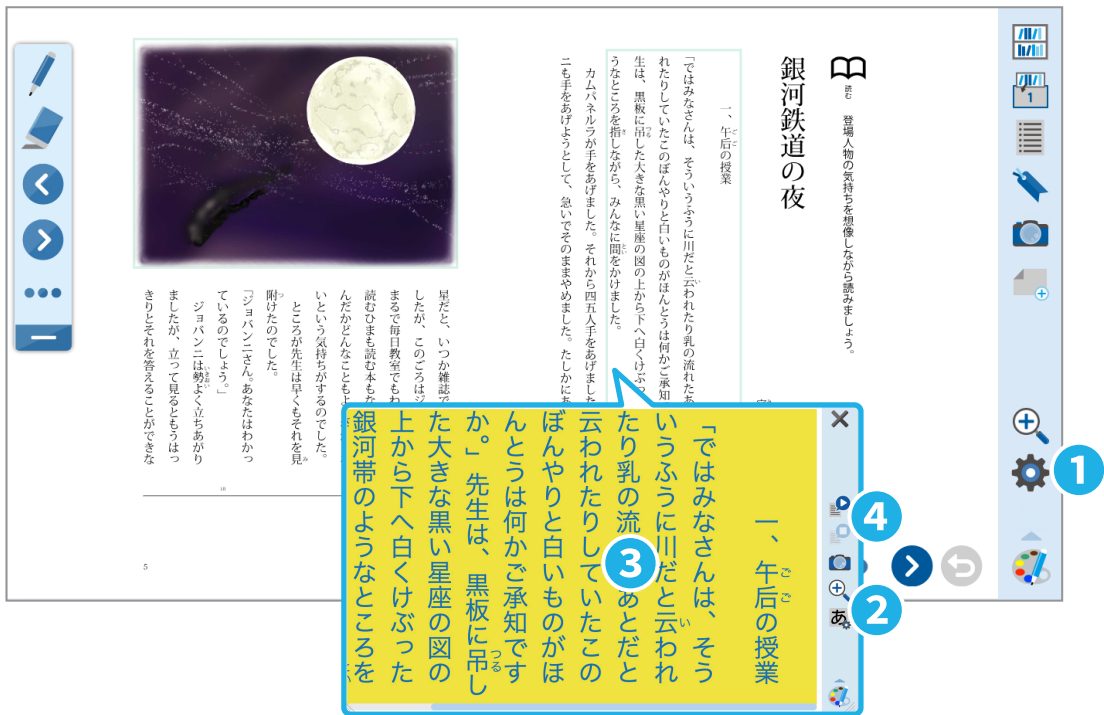 読む 登場人物の気持ちを想像しながら読みましょう。
銀河鉄道の夜
一、午后の授業
「ではみなさんは、そういうふうに川だと云われたり乳の流れたあ
れたりしていたこのぼんやりと白いものがほんとうは何かご承知
生は、黒板に吊した大きな黒い星座の図の上から下へ白くけぶっ
うなところを指しながら、みんなに問をかけました。
カムパネルラが手をあげました。それから四五人手をあげました
ニも手をあげようとして、急いでそのままやめました。たしかにあ
星だと、いつか雑誌で
したが、このごろはジ
まるで毎日教室でもね
読むひまも読む本もな
んだかどんなこともよ
いという気持ちがするのでした。
ところが先生は早くもそれを見
附けたのでした。
「ジョバンニさん。あなたはわかっ
ているのでしょう。」
ジョバンニは勢よく立ちあがり
ましたが、立って見るともうはっ
きりとそれを答えることができな
5
一、午后の授業
「ではみなさんは、そう
いうふうに川だと云われ
たり乳の流 あとだと
云われたりしていたこの
ぼんやりと白いものがほ
んとうは何かご承知です
か。」先生は、黒板に吊し
た大きな黒い星座の図の
上から下へ白くけぶった
銀河帯のようなところを
あ
1
1
2
3
4